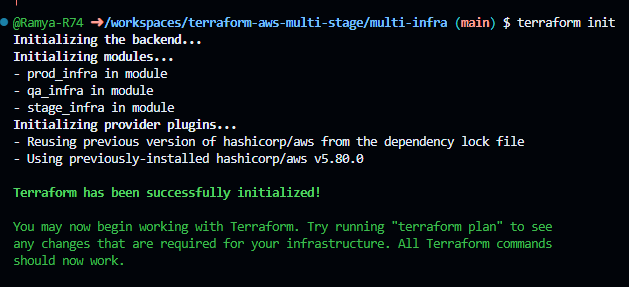 @Ramya-R74 ➜/workspaces/terraform-aws-multi-stage/multi-infra (main) $ terraform init
Initializing the backend...
Initializing modules...
- prod_infra in module
- qa_infra in module
- stage_infra in module
Initializing provider plugins...
- Reusing previous version of hashicorp/aws from the dependency lock file
- Using previously-installed hashicorp/aws v5.80.0
Terraform has been successfully initialized!
You may now begin working with Terraform. Try running "terraform plan" to see
any changes that are required for your infrastructure. All Terraform commands
should now work.